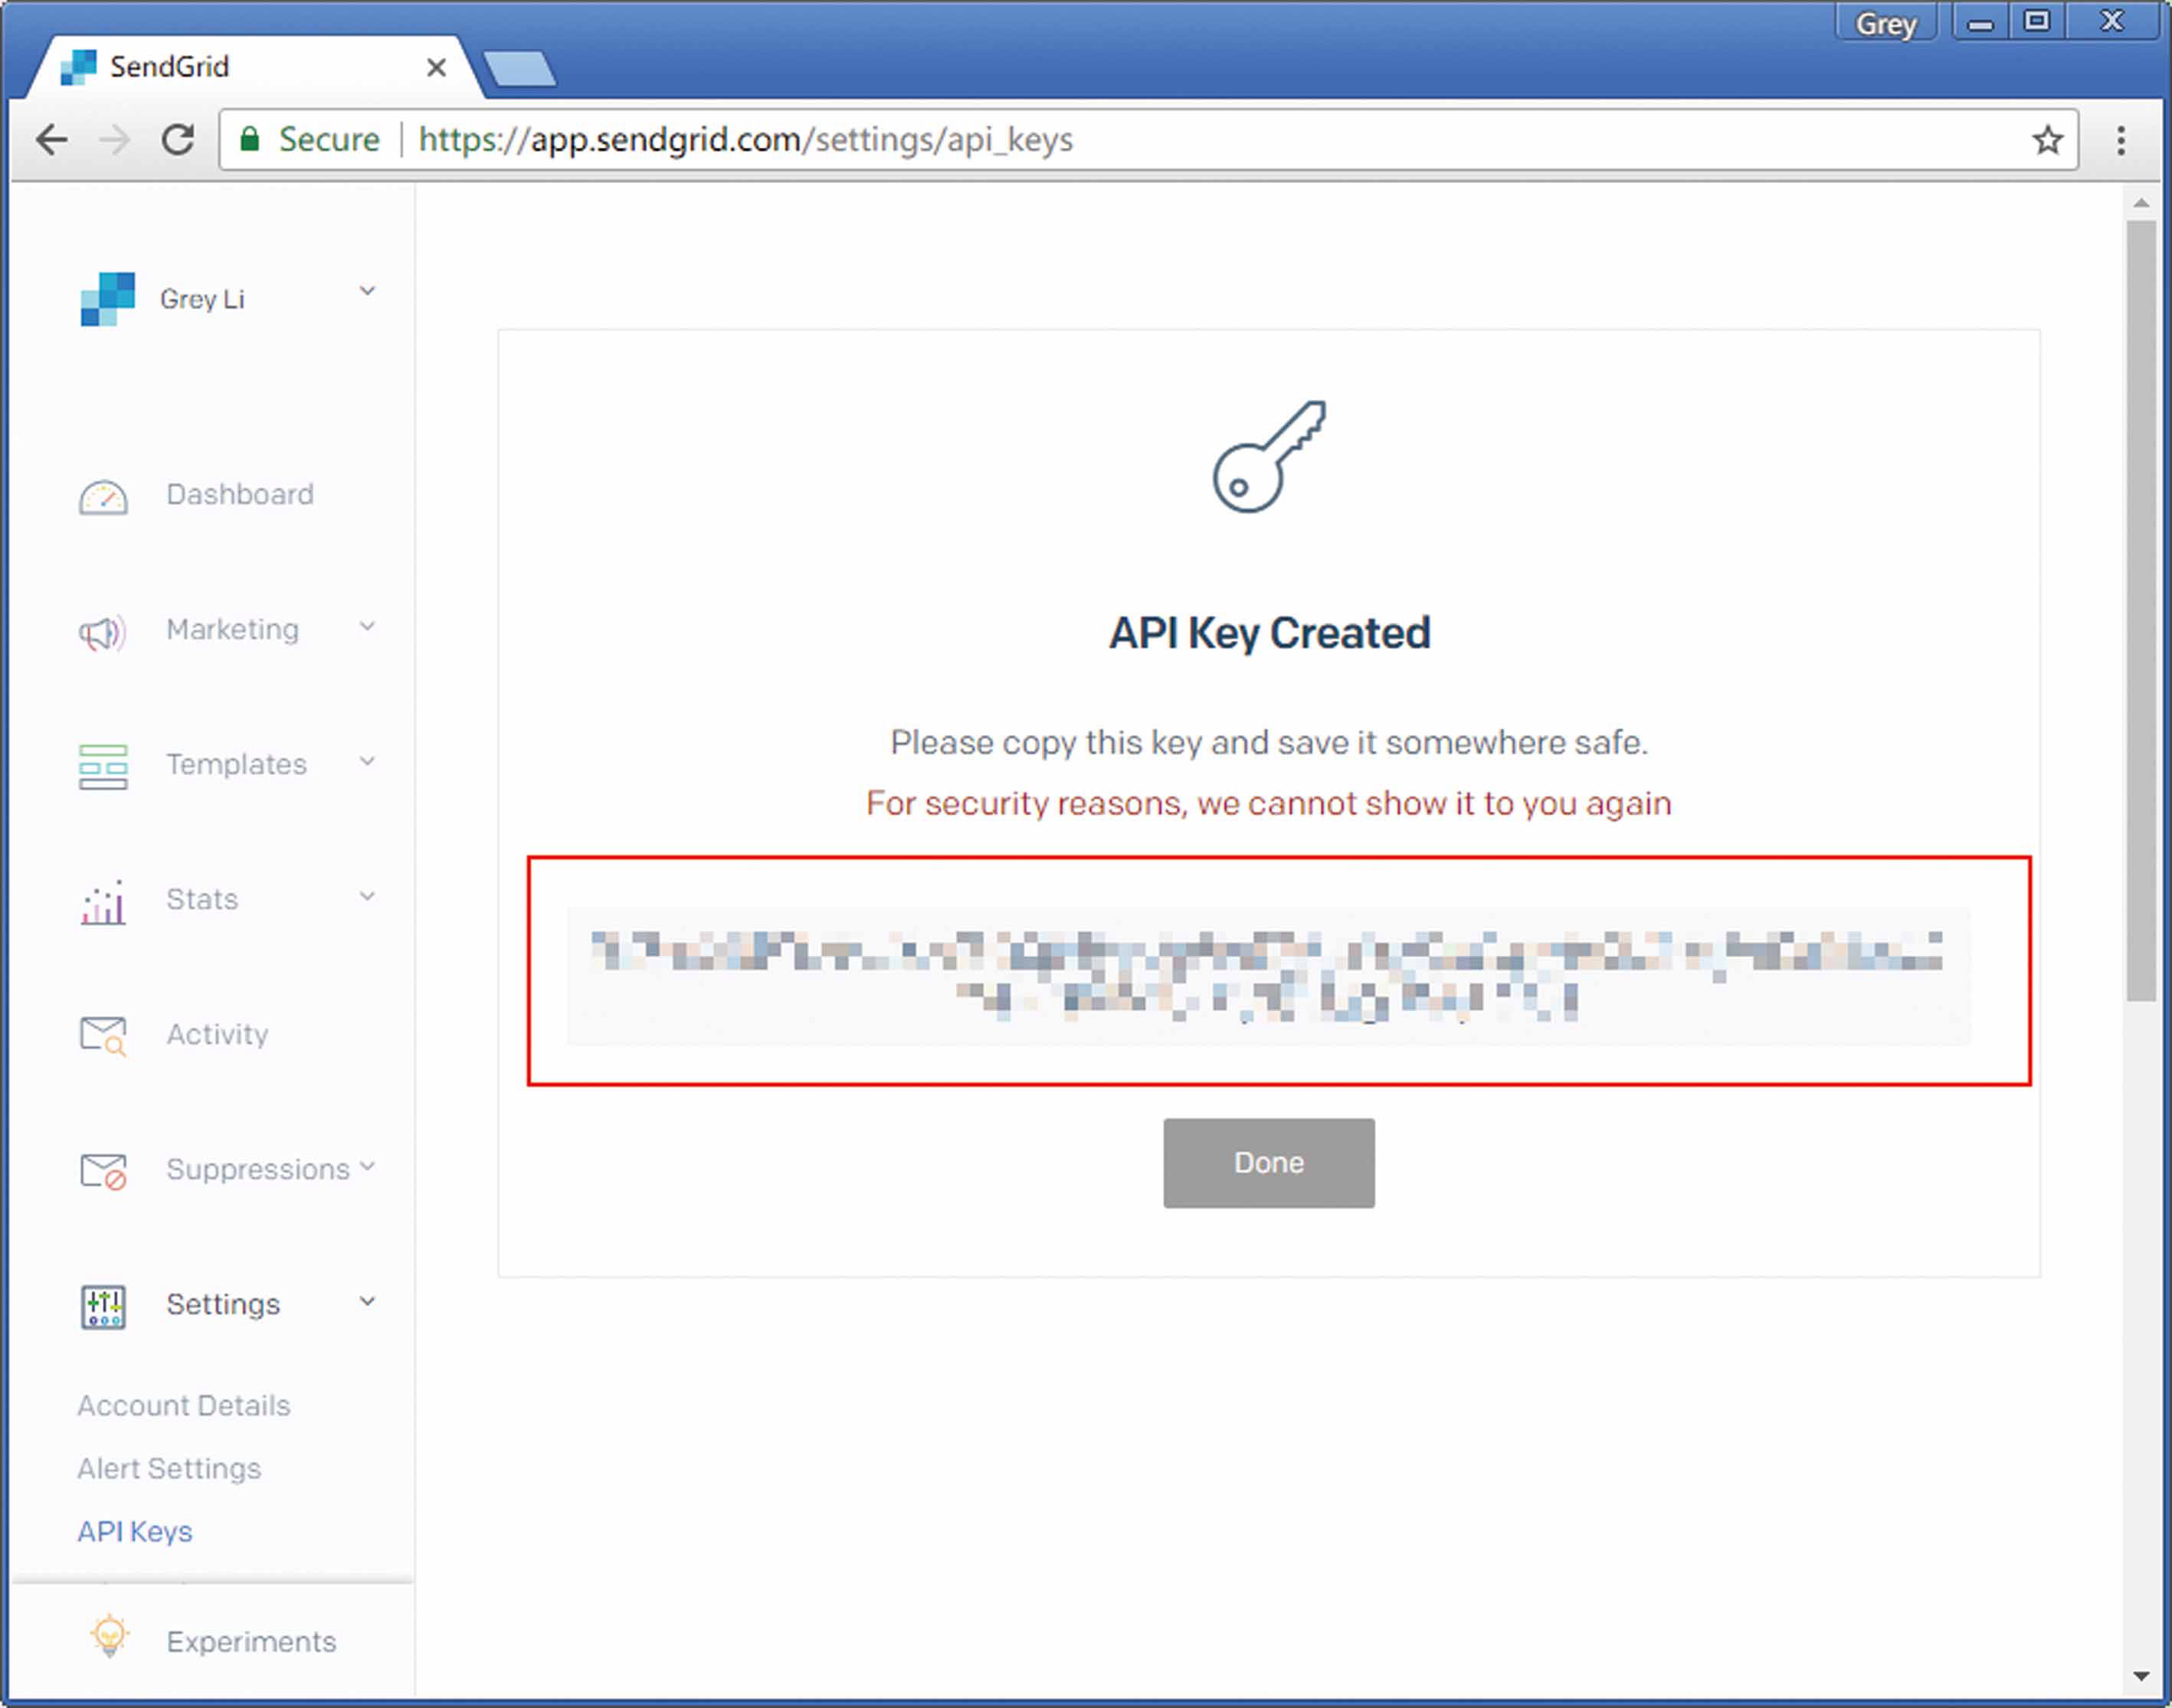 Grey
SendGrid
Secure https://app.sendgrid.com/settings/api_keys
Grey Li
Dashboard
Marketing
Templates
Stats
Activity
Suppressions
Settings
Account Details
Alert Settings
API Keys
Experiments
API Key Created
Please copy this key and save it somewhere safe.
For security reasons, we cannot show it to you again
Done